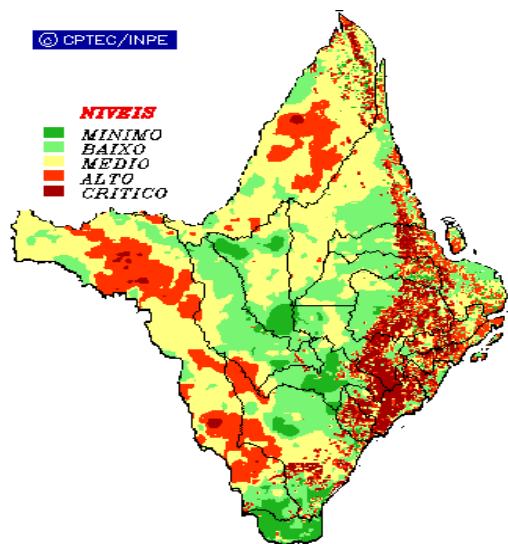 © CPTEC/INPE
NIVEIS
MINIMO
BAIXO
MEDIO
ALTO
CRITICO